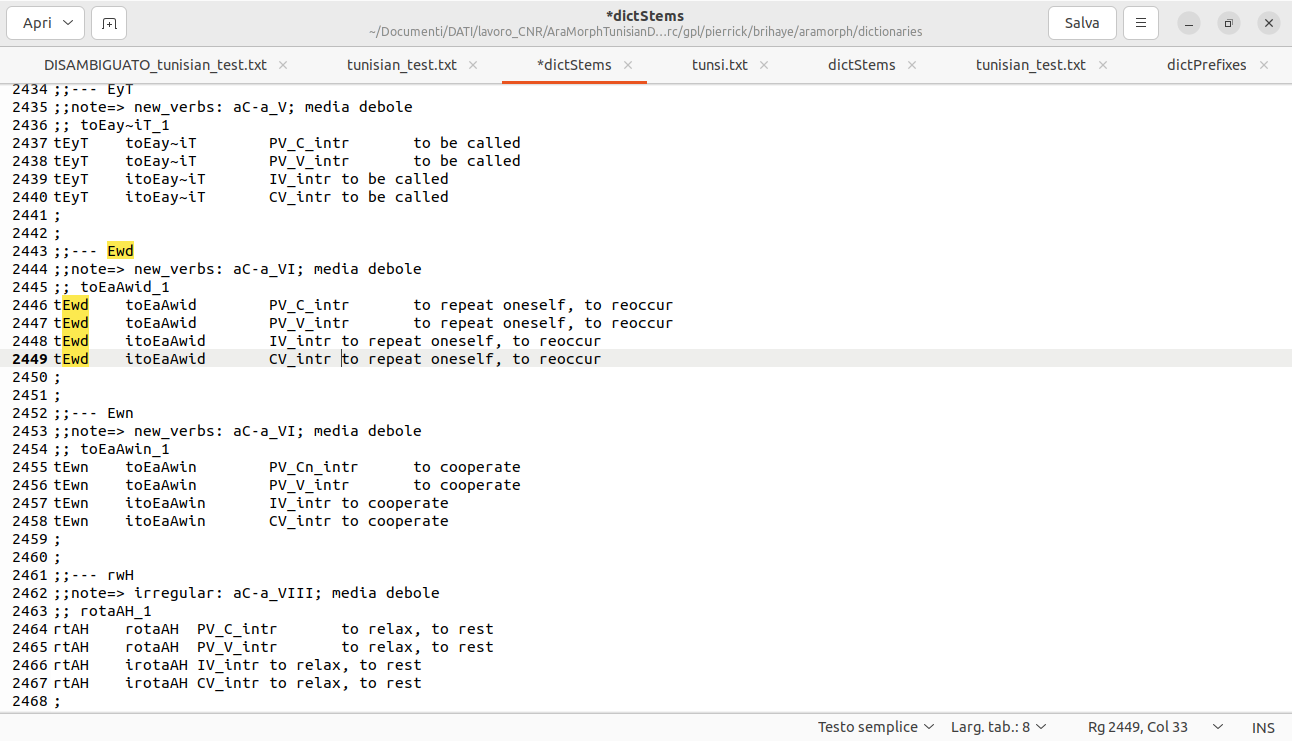 Apri
*dictStems
~/Documenti/DATI/lavoro_CNR/AraMorphTunisianD...rc/gpl/pierrick/brihaye/aramorph/dictionaries
Salva
DISAMBIGUATO_tunisian_test.txt × tunisian_test.txt × *dictStems × tunsi.txt × dictStems × tunisian_test.txt × dictPrefixes ×
2434 ;;--- EyT
2435 ;;note=> new_verbs: aC-a_V; media debole
2436 ;; toEay~iT_1
2437 tEyT toEay~iT PV_C_intr to be called
2438 tEyT toEay~iT PV_V_intr to be called
2439 tEyT itoEay~iT IV_intr to be called
2440 tEyT itoEay~iT CV_intr to be called
2441 ;
2442 ;
2443 ;;--- Ewd
2444 ;;note=> new_verbs: aC-a_VI; media debole
2445 ;; toEaAwid_1
2446 tEwd toEaAwid PV_C_intr to repeat oneself, to reoccur
2447 tEwd toEaAwid PV_V_intr to repeat oneself, to reoccur
2448 tEwd itoEaAwid IV_intr to repeat oneself, to reoccur
2449 tEwd itoEaAwid CV_intr to repeat oneself, to reoccur
2450 ;
2451 ;
2452 ;;--- Ewn
2453 ;;note=> new_verbs: aC-a_VI; media debole
2454 ;; toEaAwin_1
2455 tEwn toEaAwin PV_Cn_intr to cooperate
2456 tEwn toEaAwin PV_V_intr to cooperate
2457 tEwn itoEaAwin IV_intr to cooperate
2458 tEwn itoEaAwin CV_intr to cooperate
2459 ;
2460 ;
2461 ;;--- rwH
2462 ;;note=> irregular: aC-a_VIII; media debole
2463 ;; rotaAH_1
2464 rtAH rotaAH PV_C_intr to relax, to rest
2465 rtAH rotaAH PV_V_intr to relax, to rest
2466 rtAH irotaAH IV_intr to relax, to rest
2467 rtAH irotaAH CV_intr to relax, to rest
2468 ;
Testo semplice Larg. tab.: 8 Rg 2449, Col 33 INS